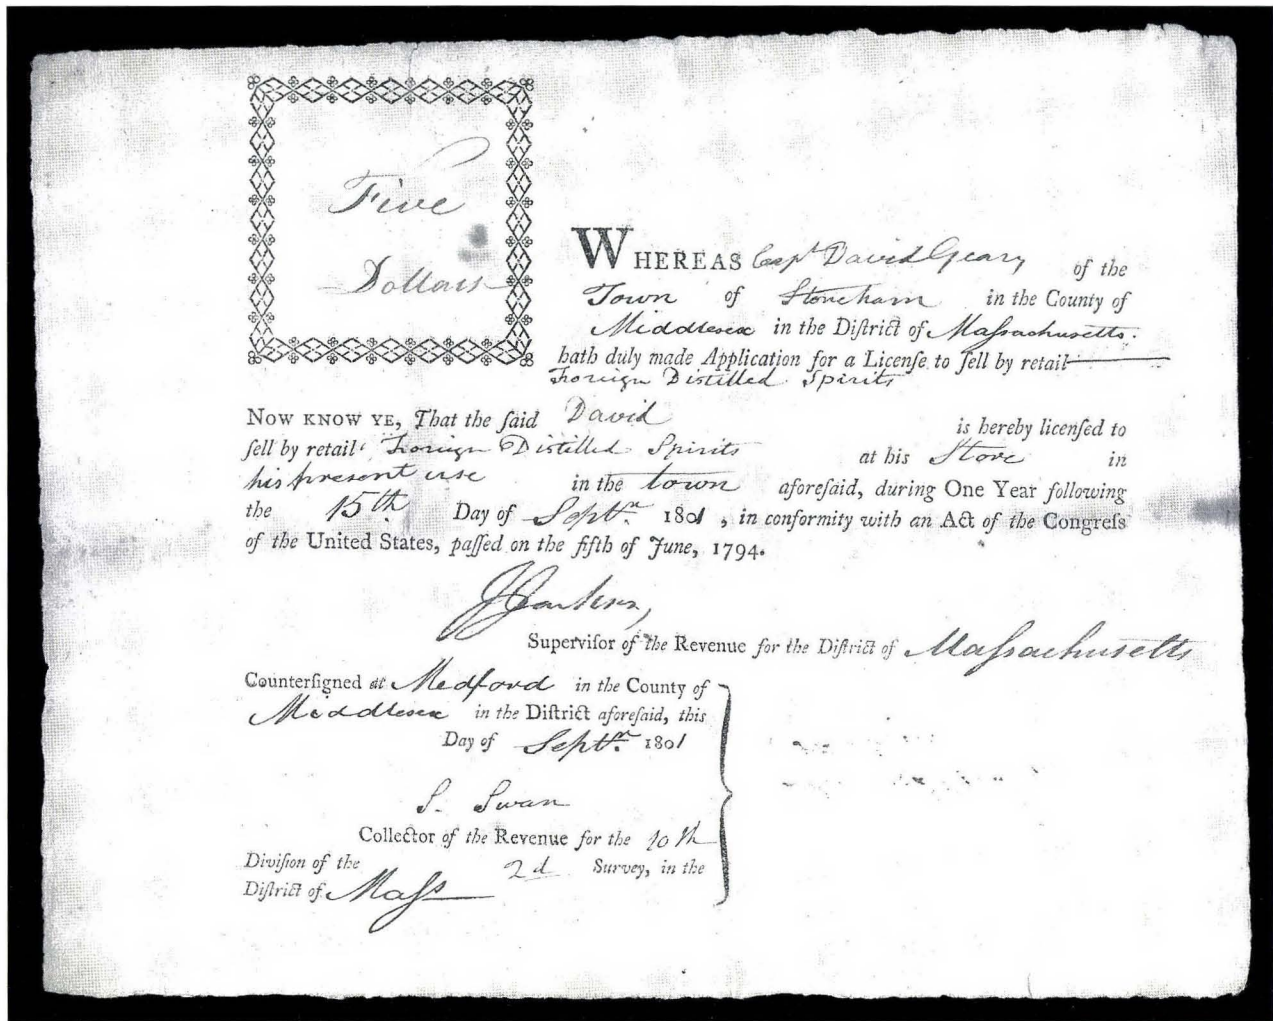 Five
Dollars
WHEREAS Capt David Geary of the
Town of Stoneham in the County of
Middlesex in the Diſtrict of Maſsachusetts.
hath duly made Application for a Licenſe to ſell by retail
Foreign Distilled Spirits
NOW KNOW YE, That the ſaid David is hereby licenſed to
ſell by retail Foreign Distilled Spirits at his Store in
his present use in the town aforeſaid, during One Year following
the 15th Day of Septr. 1801, in conformity with an Act of the Congreſs
of the United States, paſſed on the fifth of June, 1794.
Superviſor of the Revenue for the Diſtrict of Maſsachusetts
Counterſigned at Medford in the County of
Middlesex in the Diſtrict aforeſaid, this
Day of Septr. 1801
S. Swan
Collector of the Revenue for the 10th
Diviſion of the 2d Survey, in the
Diſtrict of Maſs